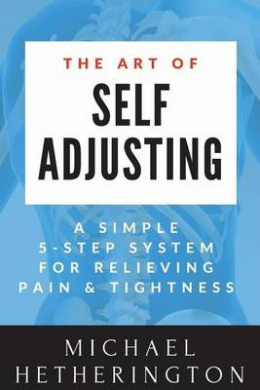 THE ART OF
SELF
ADJUSTING
A SIMPLE
5-STEP SYSTEM
FOR RELIEVING
PAIN & TIGHTNESS
MICHAEL
HETHERINGTON